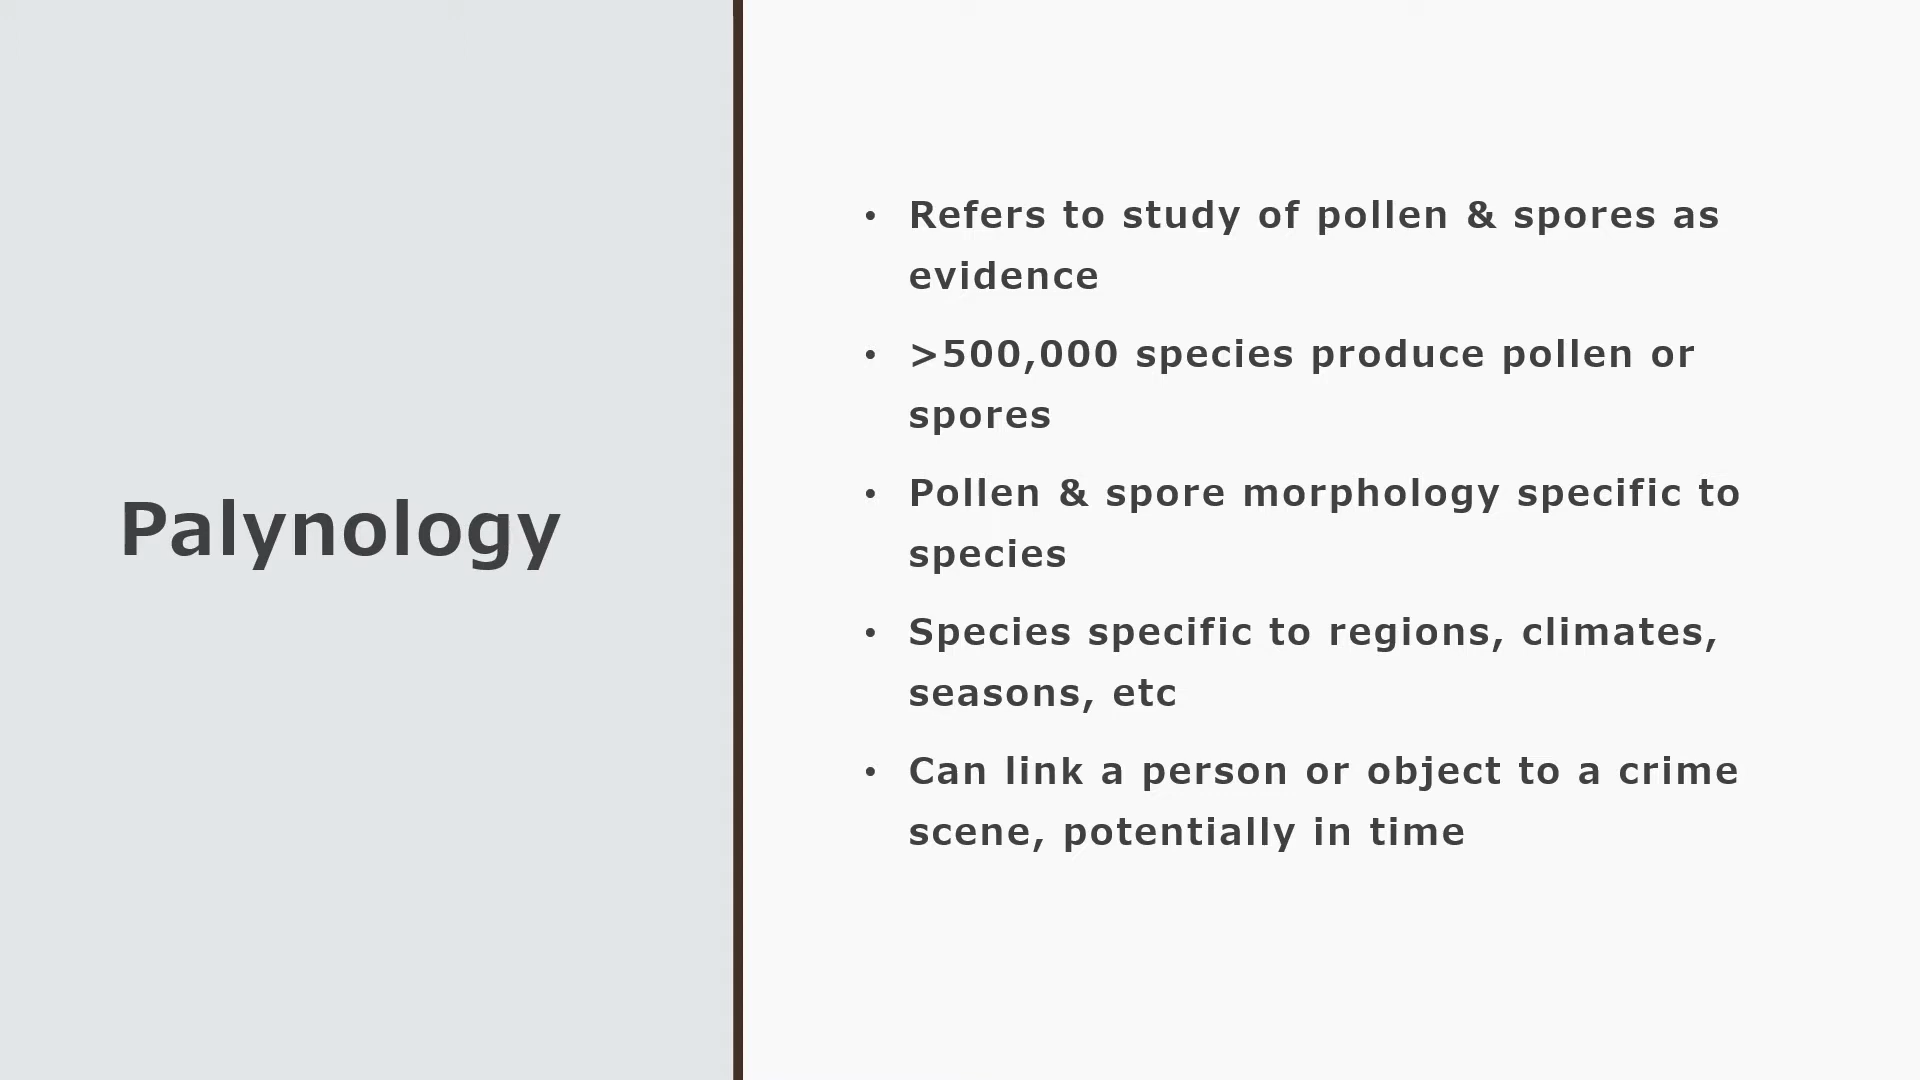 Palynology
• Refers to study of pollen & spores as
evidence
• >500,000 species produce pollen or
spores
• Pollen & spore morphology specific to
species
• Species specific to regions, climates,
seasons, etc
• Can link a person or object to a crime
scene, potentially in time